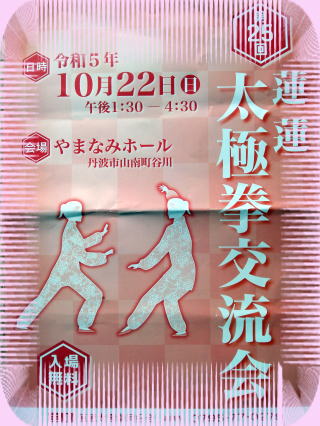 第25回
蓮運
太極拳交流会
日時
令和5年
10月22日日
午後1:30 — 4:30
会場
やまなみホール
丹波市山南町谷川
入場
無料